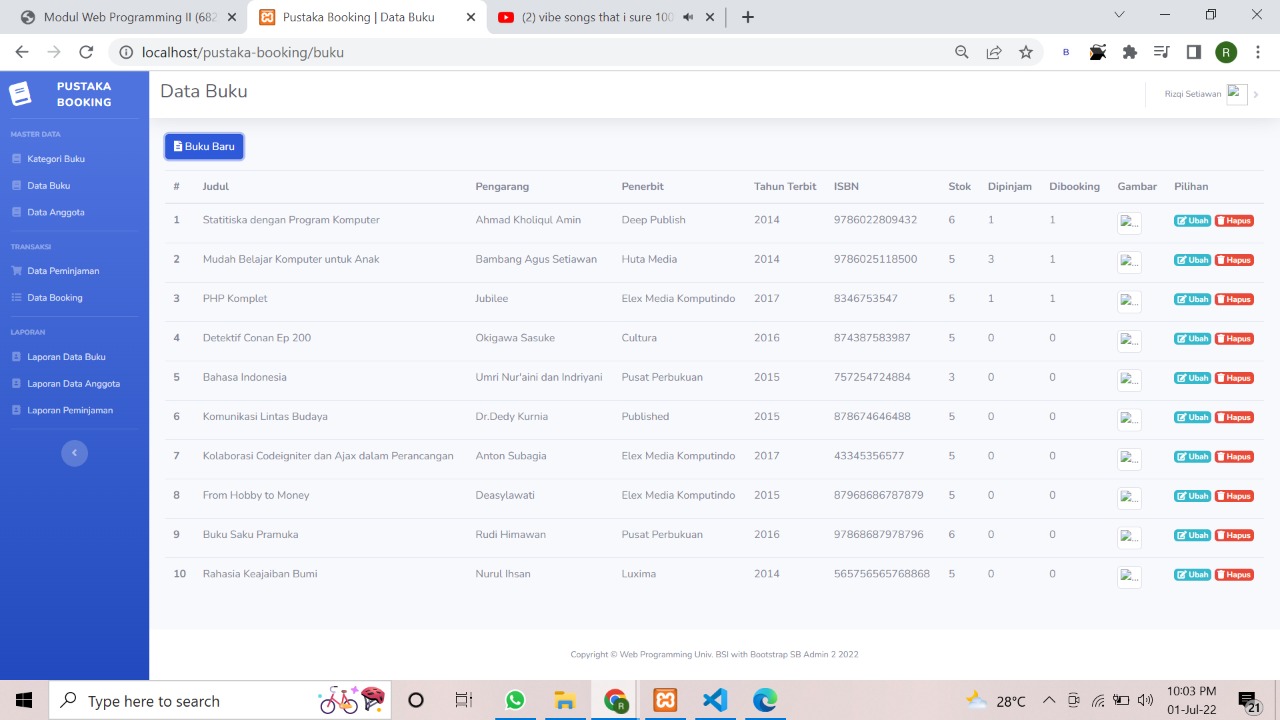 Modul Web Programming II (682
Pustaka Booking | Data Buku
(2) vibe songs that i sure 100
localhost/pustaka-booking/buku
B
R
PUSTAKA
BOOKING
Data Buku
Rizqi Setiawan
MASTER DATA
Kategori Buku
Data Buku
Data Anggota
TRANSAKSI
Data Peminjaman
Data Booking
LAPORAN
Laporan Data Buku
Laporan Data Anggota
Laporan Peminjaman
Buku Baru
# Judul Pengarang Penerbit Tahun Terbit ISBN Stok Dipinjam Dibooking Gambar Pilihan
1 Statitiska dengan Program Komputer Ahmad Kholiqul Amin Deep Publish 2014 9786022809432 6 1 1 ... Ubah Hapus
2 Mudah Belajar Komputer untuk Anak Bambang Agus Setiawan Huta Media 2014 9786025118500 5 3 1 ... Ubah Hapus
3 PHP Komplet Jubilee Elex Media Komputindo 2017 8346753547 5 1 1 ... Ubah Hapus
4 Detektif Conan Ep 200 Okigawa Sasuke Cultura 2016 874387583987 5 0 0 ... Ubah Hapus
5 Bahasa Indonesia Umri Nur'aini dan Indriyani Pusat Perbukuan 2015 757254724884 3 0 0 ... Ubah Hapus
6 Komunikasi Lintas Budaya Dr.Dedy Kurnia Published 2015 878674646488 5 0 0 ... Ubah Hapus
7 Kolaborasi Codeigniter dan Ajax dalam Perancangan Anton Subagia Elex Media Komputindo 2017 43345356577 5 0 0 ... Ubah Hapus
8 From Hobby to Money Deasylawati Elex Media Komputindo 2015 87968686787879 5 0 0 ... Ubah Hapus
9 Buku Saku Pramuka Rudi Himawan Pusat Perbukuan 2016 97868687978796 6 0 0 ... Ubah Hapus
10 Rahasia Keajaiban Bumi Nurul Ihsan Luxima 2014 565756565768868 5 0 0 ... Ubah Hapus
Copyright © Web Programming Univ. BSI with Bootstrap SB Admin 2 2022
Type here to search
R
28°C
10:03 PM
01-Jul-22
21